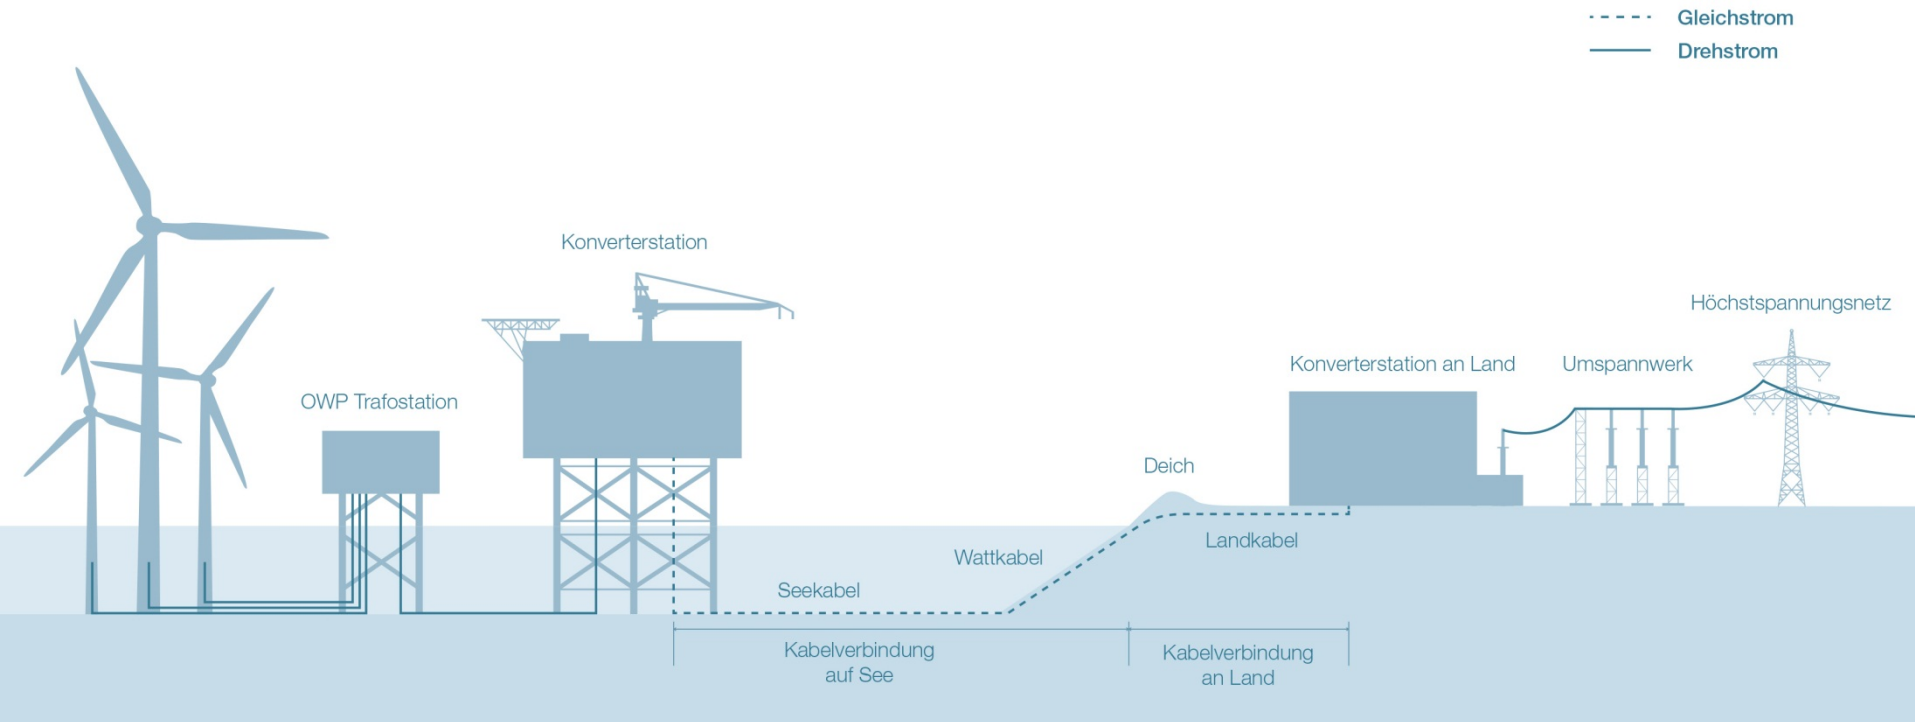 Gleichstrom
Drehstrom
Konverterstation
Höchstspannungsnetz
Konverterstation an Land
Umspannwerk
OWP Trafostation
Deich
Landkabel
Wattkabel
Seekabel
Kabelverbindung
auf See
Kabelverbindung
an Land